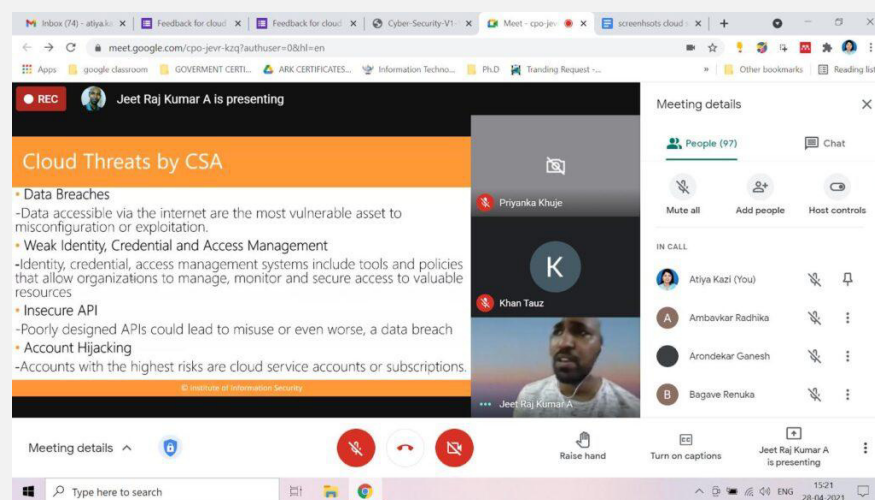 Inbox (74) - atiya.ka
Feedback for cloud
Feedback for cloud
Cyber-Security-V1-
Meet - cpo-jev
screenhsots cloud s
meet.google.com/cpo-jevr-kzq?authuser=0&hl=en
Apps
google classroom
GOVERMENT CERTI...
ARK CERTIFICATES...
Information Techno...
Ph.D
Tranding Request -...
»
Other bookmarks
Reading list
REC
Jeet Raj Kumar A is presenting
Cloud Threats by CSA
• Data Breaches
-Data accessible via the internet are the most vulnerable asset to
misconfiguration or exploitation.
• Weak Identity, Credential and Access Management
-Identity, credential, access management systems include tools and policies
that allow organizations to manage, monitor and secure access to valuable
resources
• Insecure API
-Poorly designed APIs could lead to misuse or even worse, a data breach
• Account Hijacking
-Accounts with the highest risks are cloud service accounts or subscriptions.
© Institute of Information Security
Priyanka Khuje
K
Khan Tauz
Jeet Raj Kumar A
Meeting details
People (97)
Chat
Mute all
Add people
Host controls
IN CALL
Atiya Kazi (You)
A
Ambavkar Radhika
Arondekar Ganesh
B
Bagave Renuka
Meeting details
Raise hand
CC
Turn on captions
Jeet Raj Kumar A
is presenting
Type here to search
ENG
15:21
28-04-2021